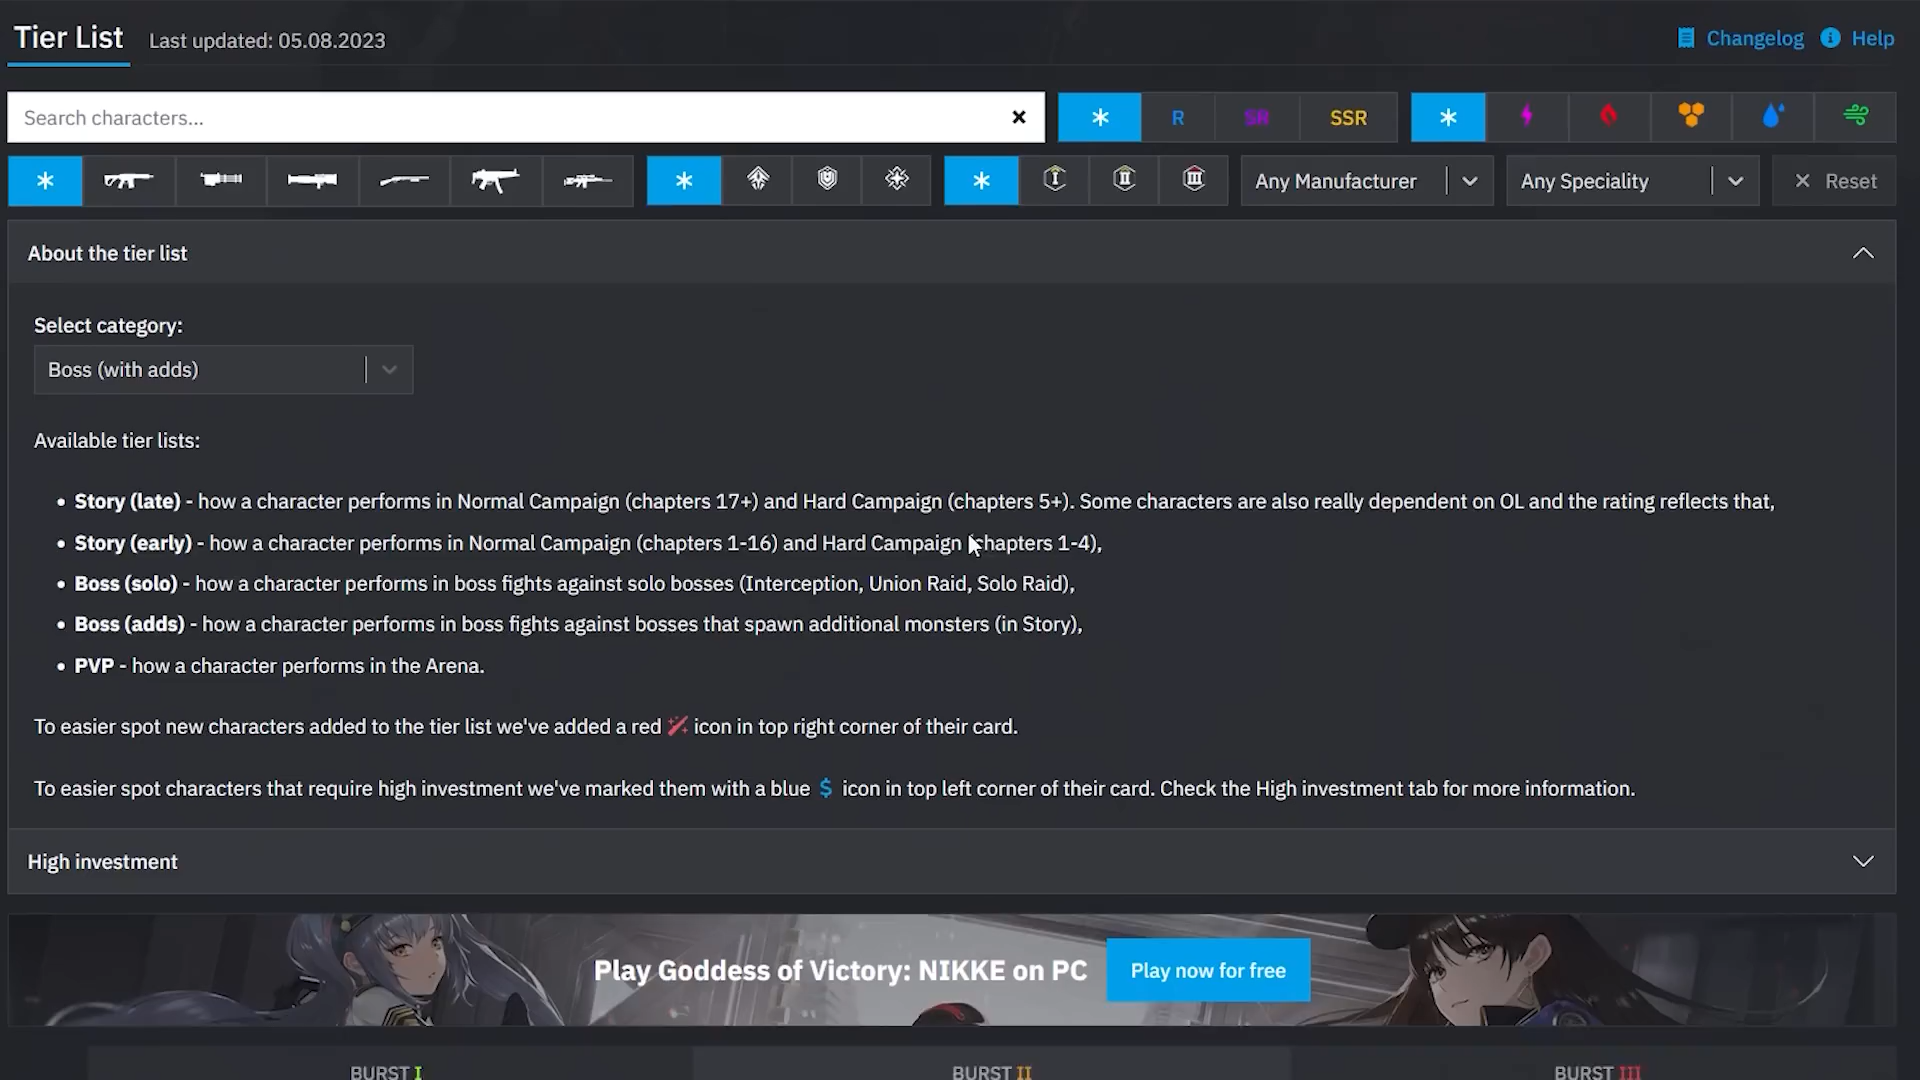 Tier List Last updated: 05.08.2023 Changelog Help
Search characters... R SR SSR
I II III Any Manufacturer Any Speciality Reset
About the tier list
Select category:
Boss (with adds)
Available tier lists:
• Story (late) - how a character performs in Normal Campaign (chapters 17+) and Hard Campaign (chapters 5+). Some characters are also really dependent on OL and the rating reflects that,
• Story (early) - how a character performs in Normal Campaign (chapters 1-16) and Hard Campaign (chapters 1-4),
• Boss (solo) - how a character performs in boss fights against solo bosses (Interception, Union Raid, Solo Raid),
• Boss (adds) - how a character performs in boss fights against bosses that spawn additional monsters (in Story),
• PVP - how a character performs in the Arena.
To easier spot new characters added to the tier list we've added a red icon in top right corner of their card.
To easier spot characters that require high investment we've marked them with a blue $ icon in top left corner of their card. Check the High investment tab for more information.
High investment
Play Goddess of Victory: NIKKE on PC Play now for free
BURST I BURST II BURST III